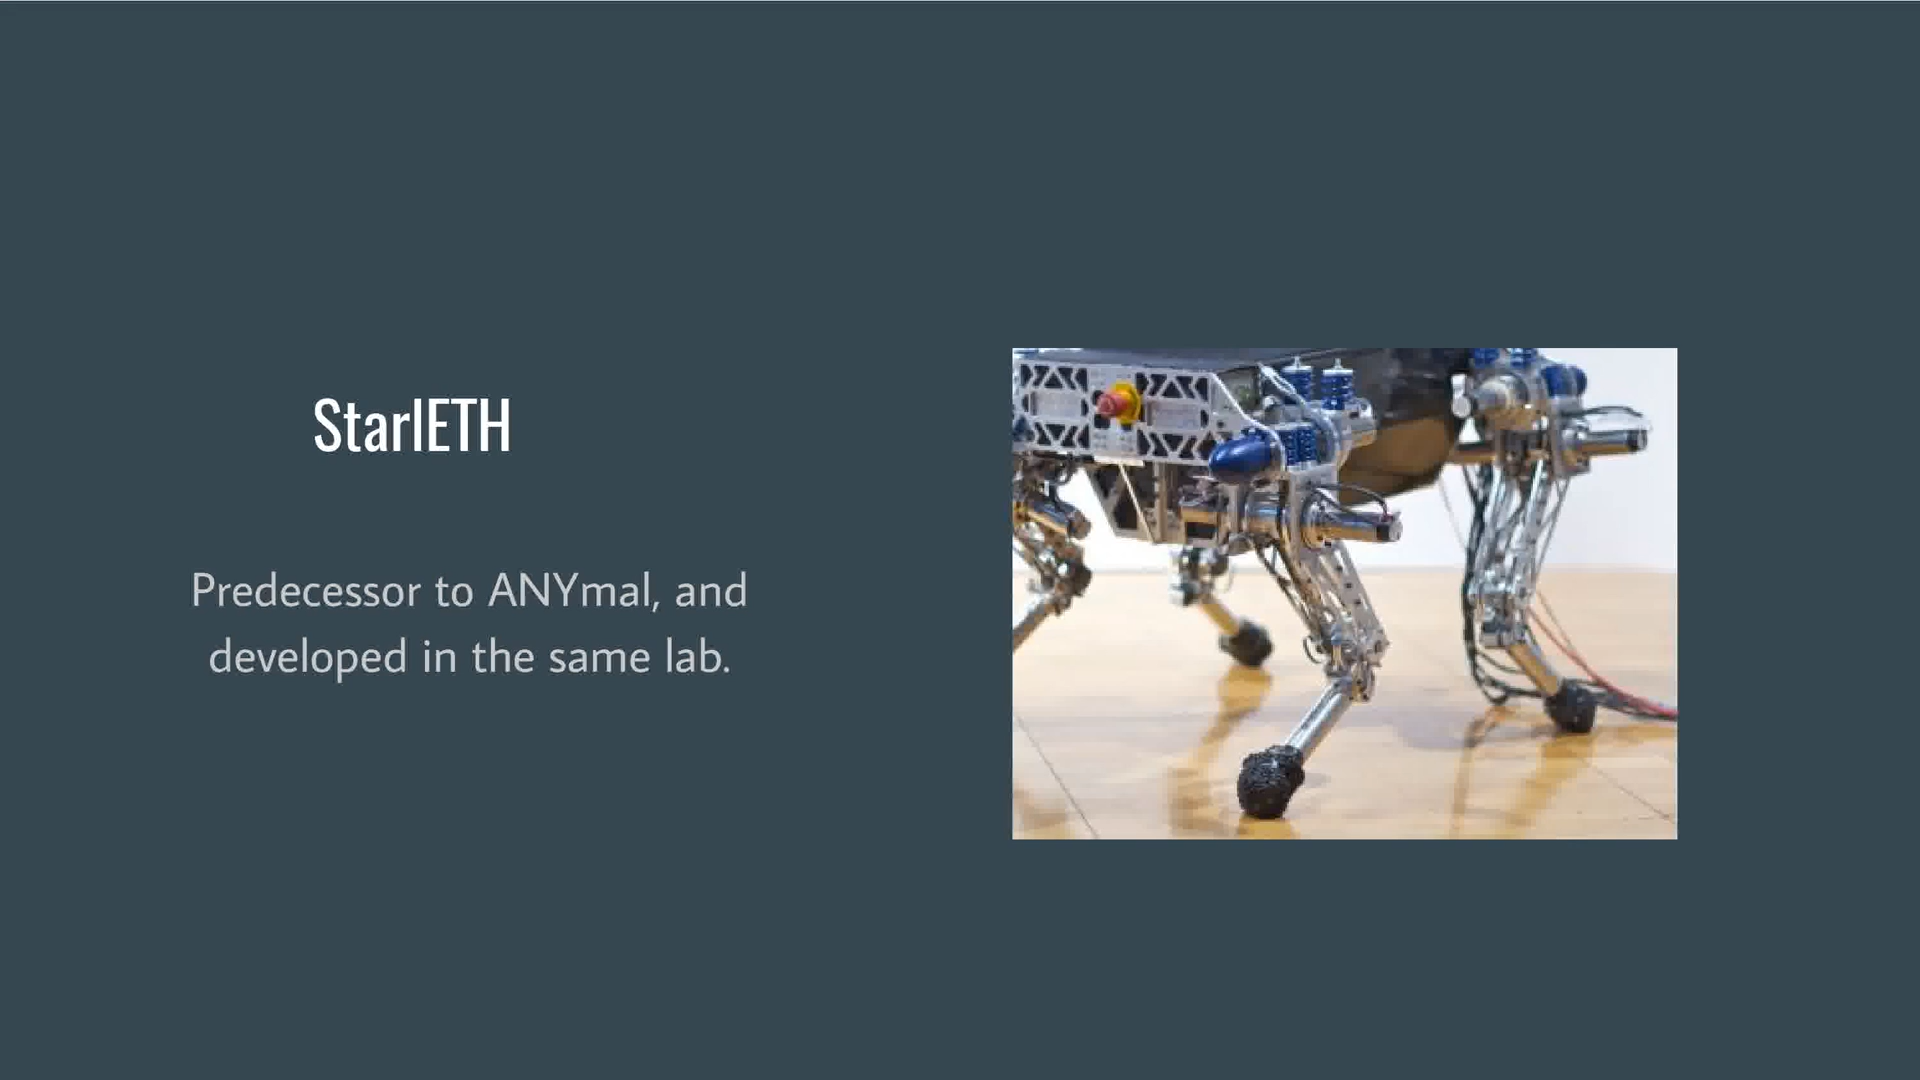 StarlETH
Predecessor to ANYmal, and
developed in the same lab.